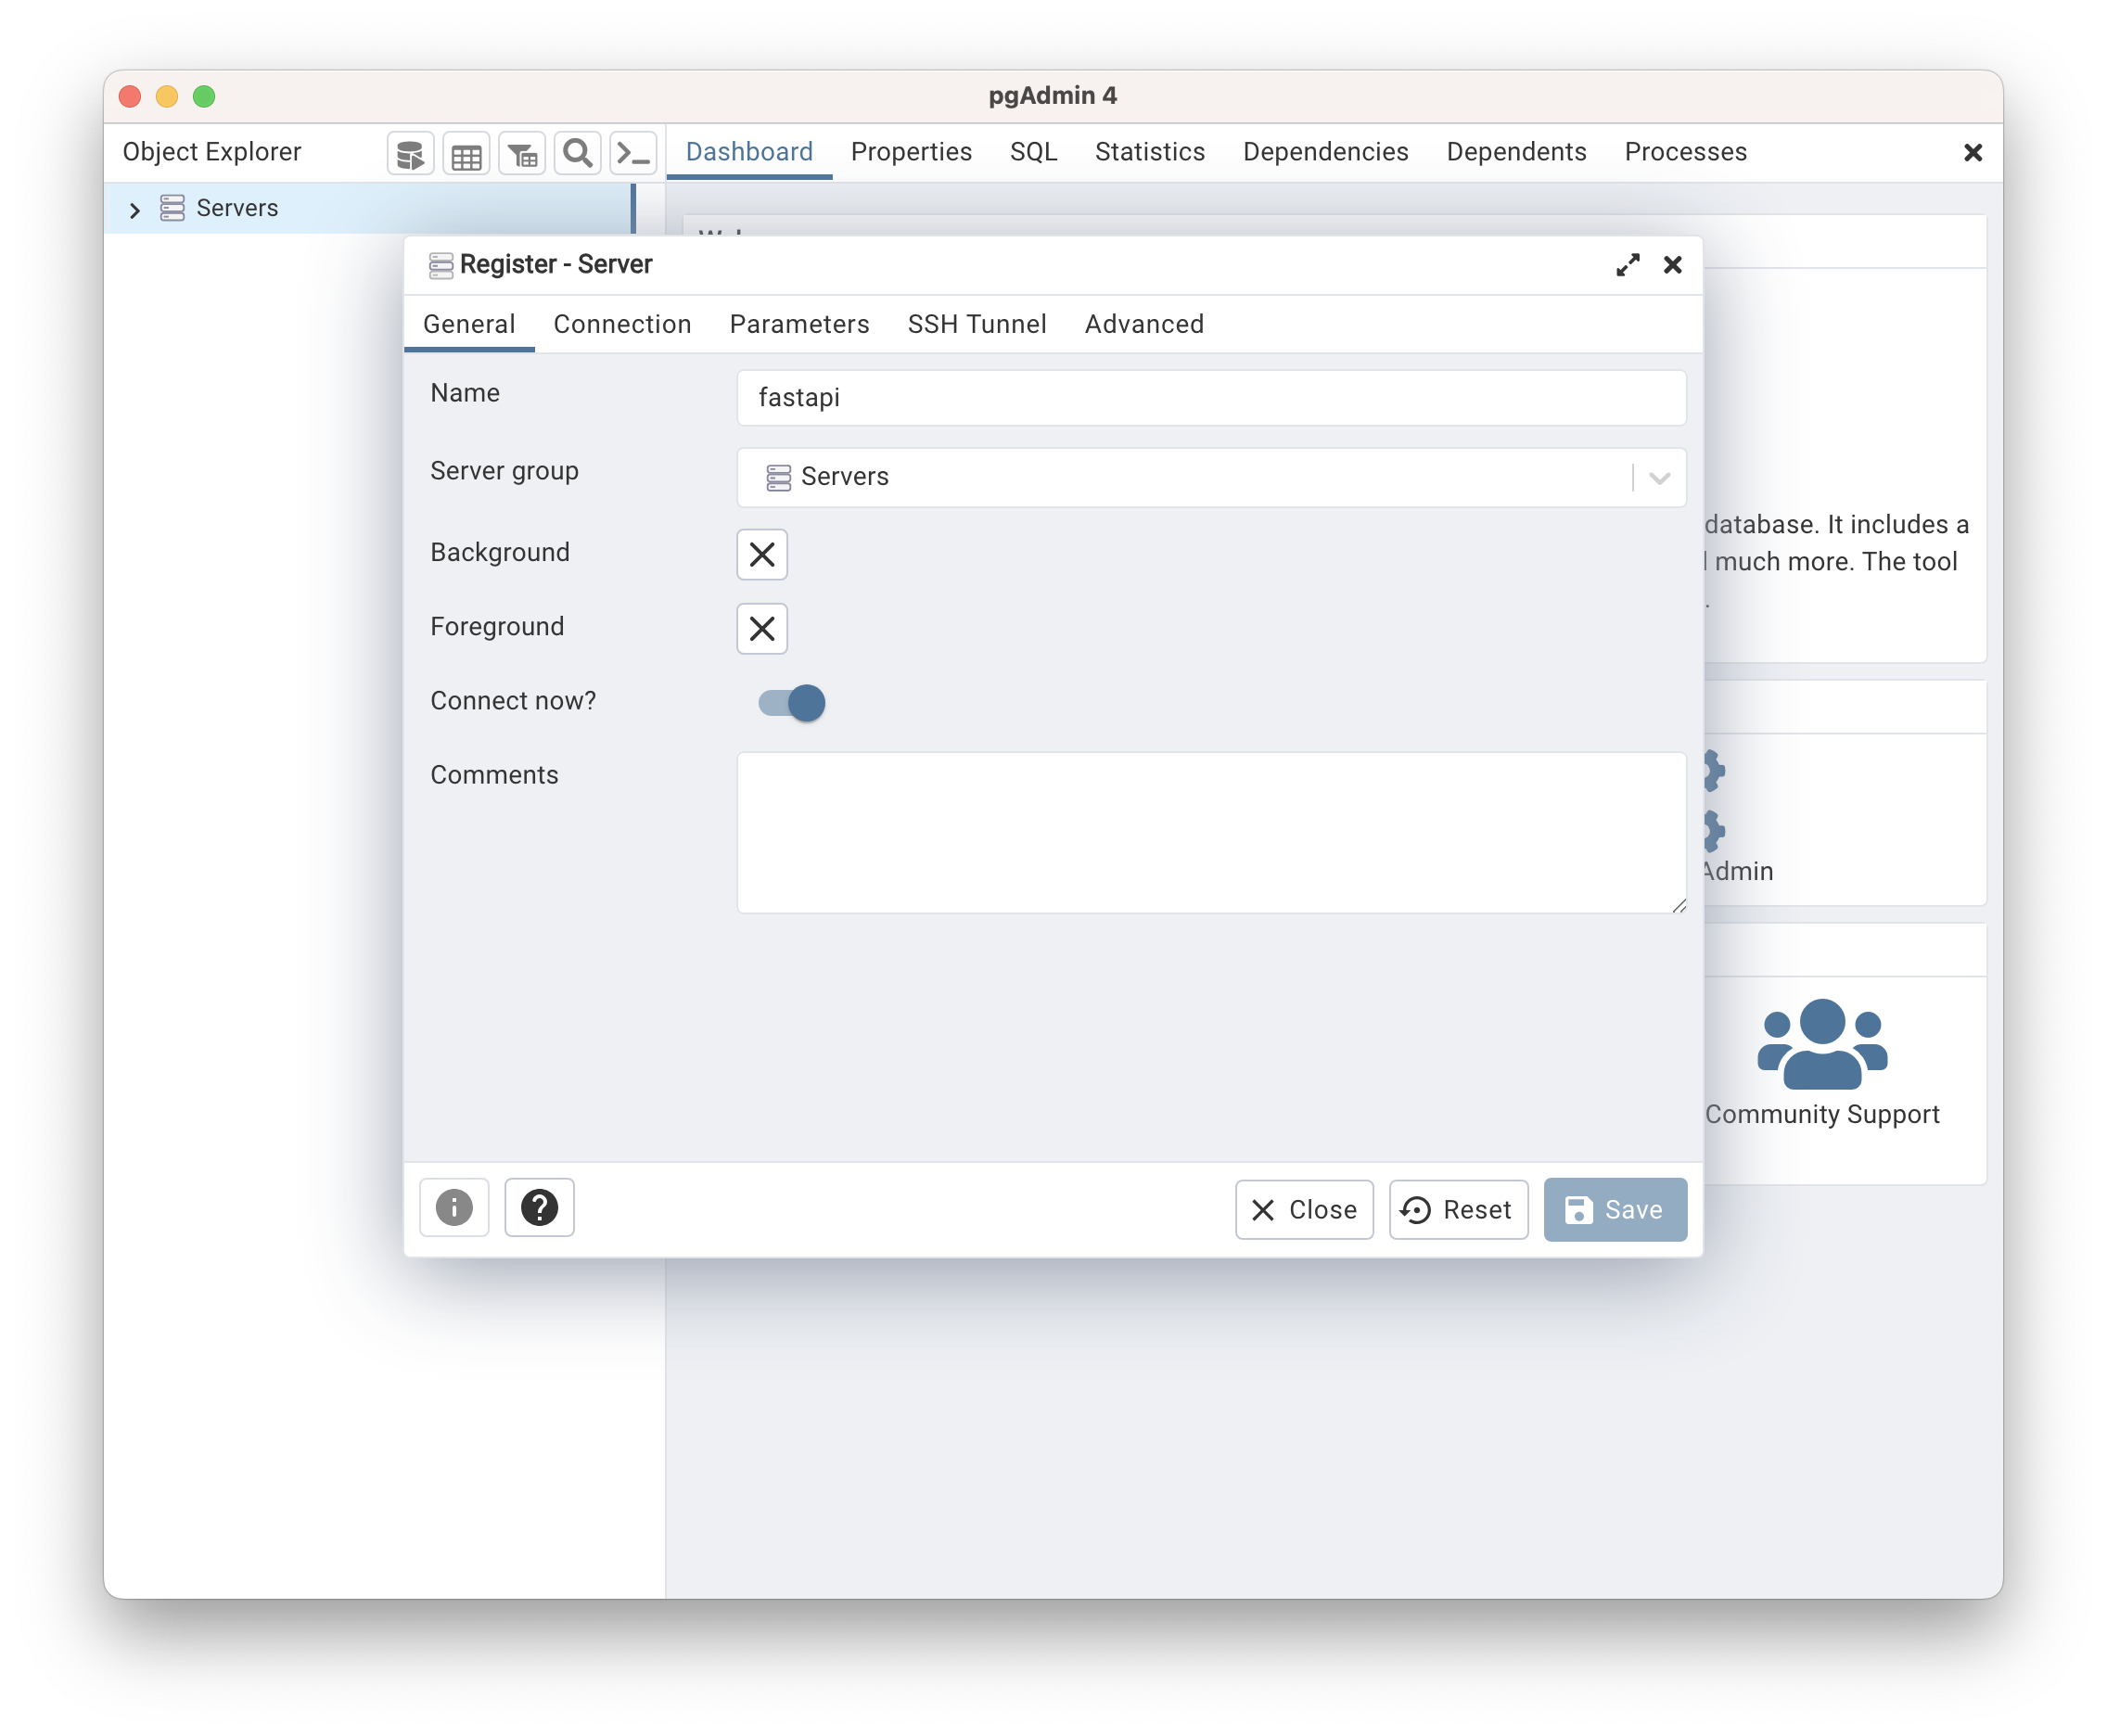 pgAdmin 4
Object Explorer
Dashboard Properties SQL Statistics Dependencies Dependents Processes
Servers
Register - Server
General Connection Parameters SSH Tunnel Advanced
Name
fastapi
Server group
Servers
Background
Foreground
Connect now?
Comments
Close Reset Save
database. It includes a
much more. The tool
.
Admin
Community Support